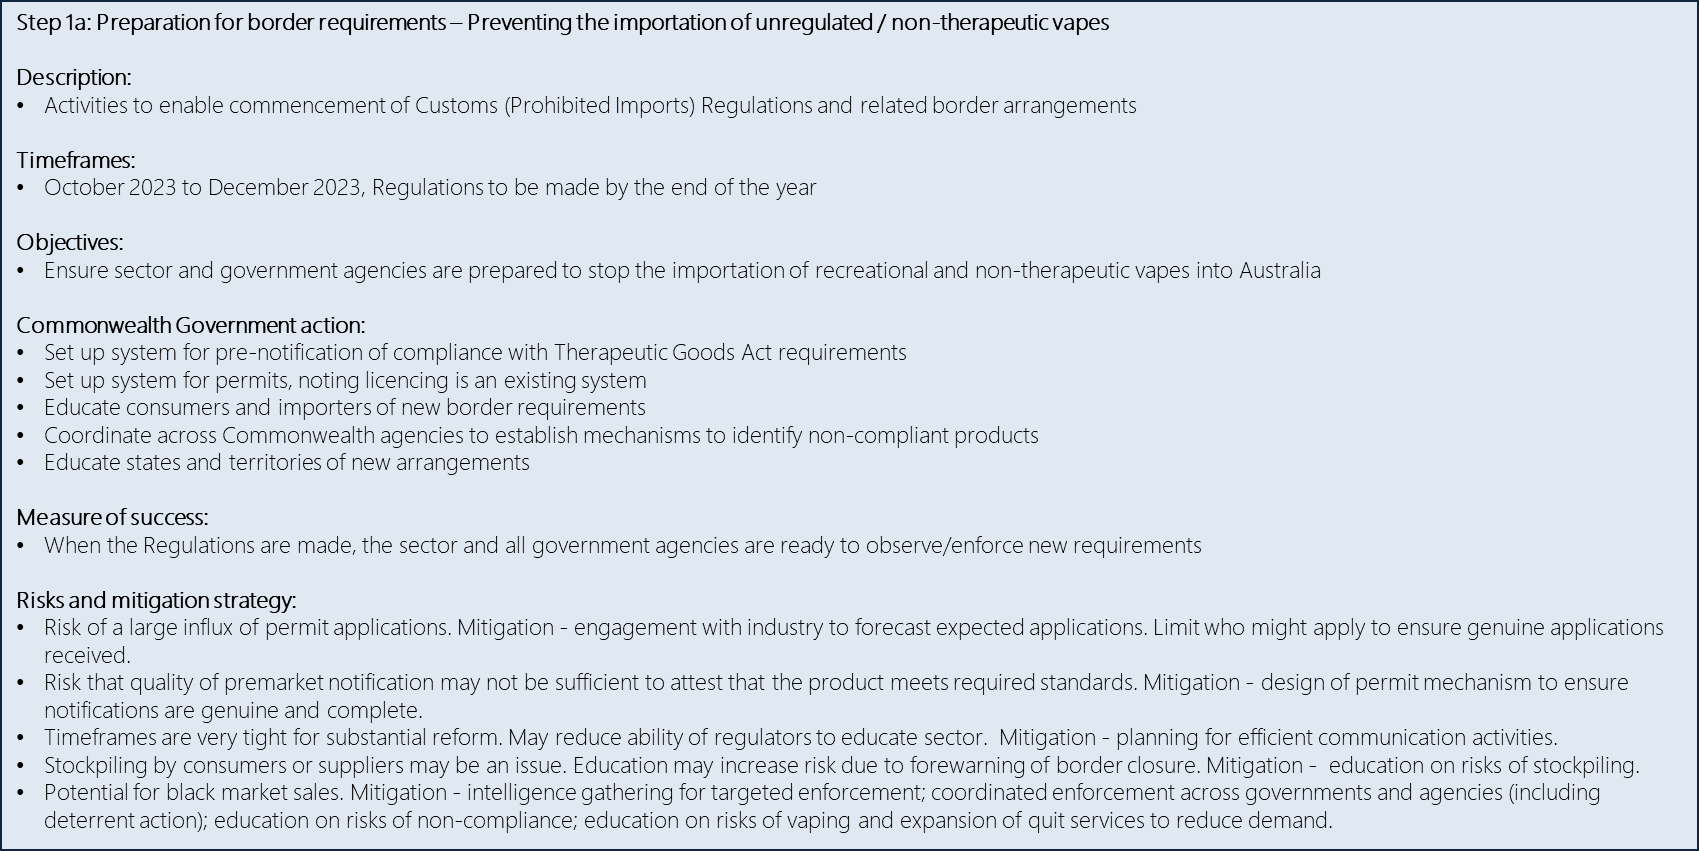 Step 1a: Preparation for border requirements – Preventing the importation of unregulated / non-therapeutic vapes
Description:
• Activities to enable commencement of Customs (Prohibited Imports) Regulations and related border arrangements
Timeframes:
• October 2023 to December 2023, Regulations to be made by the end of the year
Objectives:
• Ensure sector and government agencies are prepared to stop the importation of recreational and non-therapeutic vapes into Australia
Commonwealth Government action:
• Set up system for pre-notification of compliance with Therapeutic Goods Act requirements
• Set up system for permits, noting licencing is an existing system
• Educate consumers and importers of new border requirements
• Coordinate across Commonwealth agencies to establish mechanisms to identify non-compliant products
• Educate states and territories of new arrangements
Measure of success:
• When the Regulations are made, the sector and all government agencies are ready to observe/enforce new requirements
Risks and mitigation strategy:
• Risk of a large influx of permit applications. Mitigation - engagement with industry to forecast expected applications. Limit who might apply to ensure genuine applications
received.
• Risk that quality of premarket notification may not be sufficient to attest that the product meets required standards. Mitigation - design of permit mechanism to ensure
notifications are genuine and complete.
• Timeframes are very tight for substantial reform. May reduce ability of regulators to educate sector.  Mitigation - planning for efficient communication activities.
• Stockpiling by consumers or suppliers may be an issue. Education may increase risk due to forewarning of border closure. Mitigation -  education on risks of stockpiling.
• Potential for black market sales. Mitigation - intelligence gathering for targeted enforcement; coordinated enforcement across governments and agencies (including
deterrent action); education on risks of non-compliance; education on risks of vaping and expansion of quit services to reduce demand.